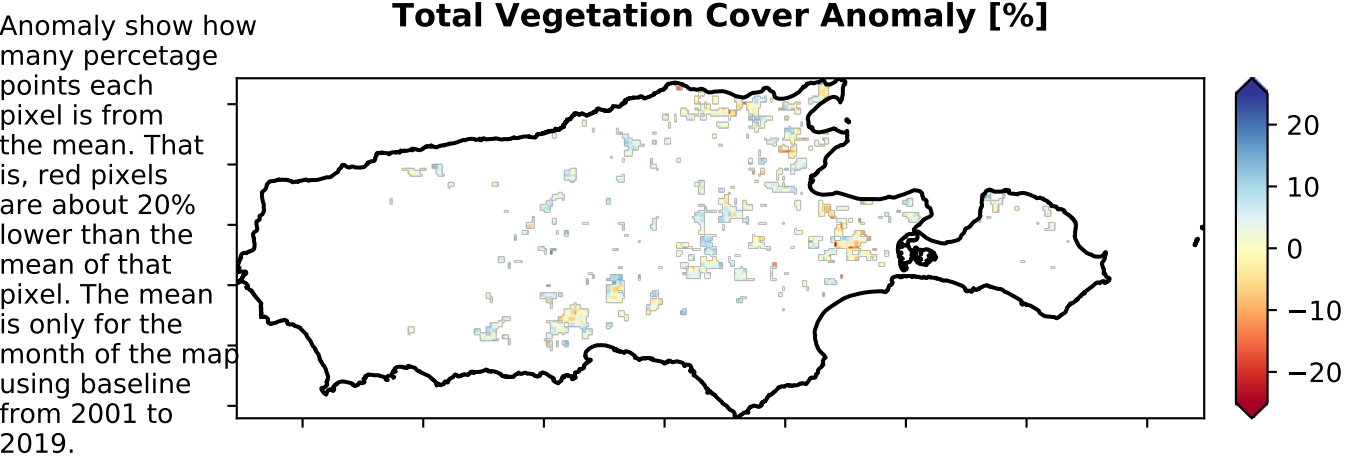 Total Vegetation Cover Anomaly [%]
Anomaly show how
many percetage
points each
pixel is from
the mean. That
is, red pixels
are about 20%
lower than the
mean of that
pixel. The mean
is only for the
month of the map
using baseline
from 2001 to
2019.
20
10
0
−10
−20